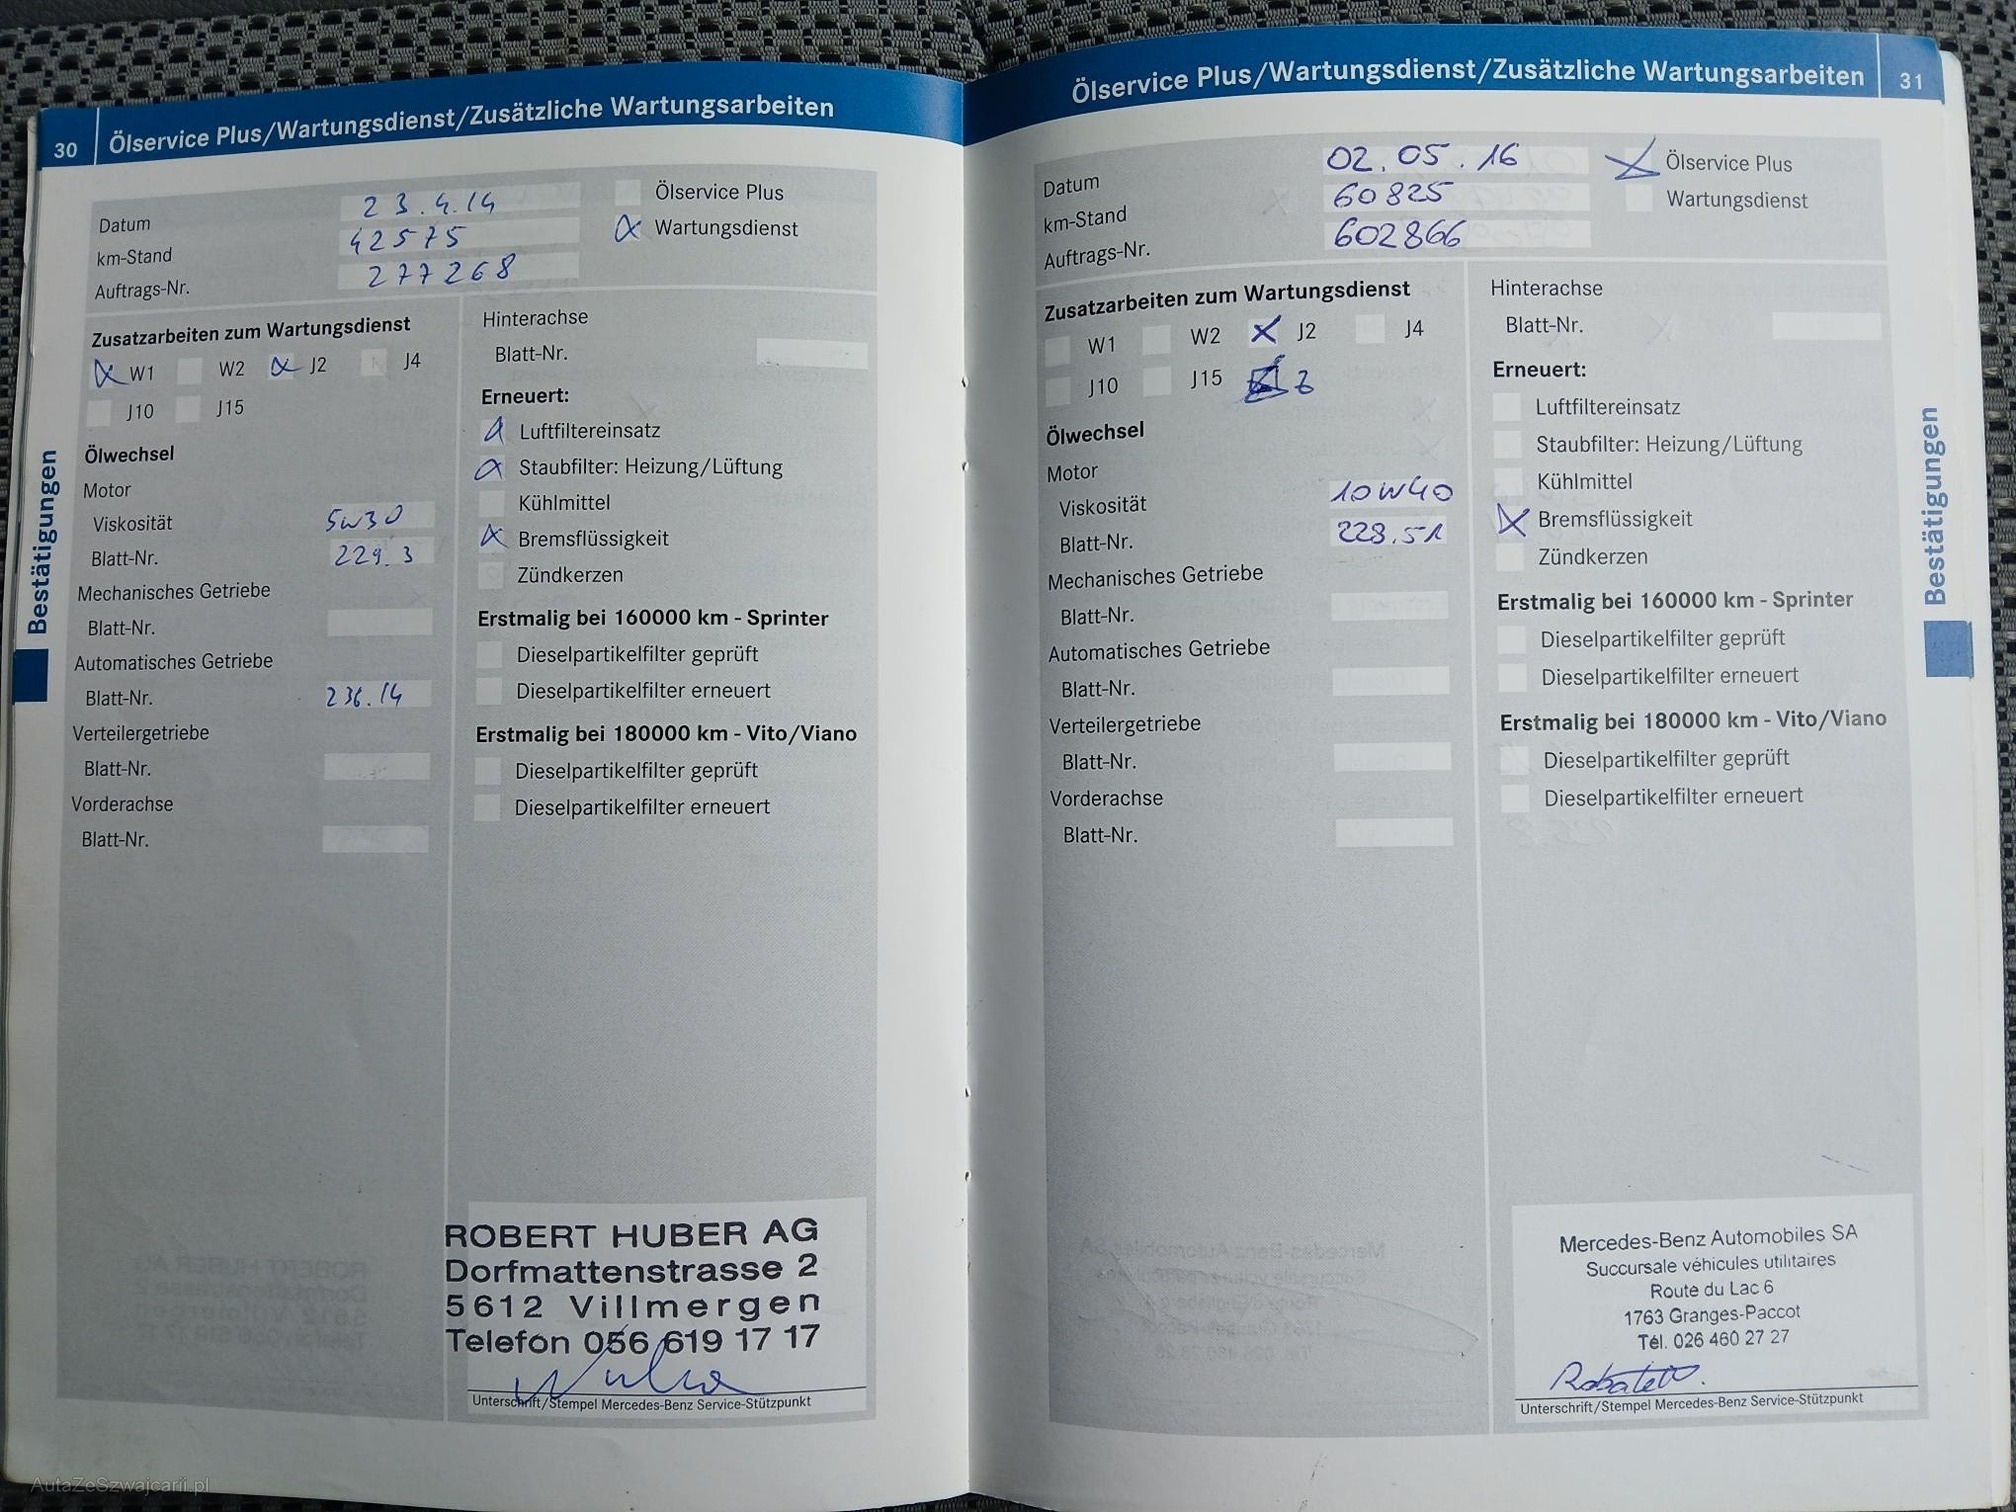 30 Ölservice Plus/Wartungsdienst/Zusätzliche Wartungsarbeiten
Datum 23.4.14 Ölservice Plus
km-Stand 42575 Wartungsdienst
Auftrags-Nr. 277268
Zusatzarbeiten zum Wartungsdienst
W1 W2 J2 J4
J10 J15
Ölwechsel
Motor
Viskosität 5W30
Blatt-Nr. 229.3
Mechanisches Getriebe
Blatt-Nr.
Automatisches Getriebe
Blatt-Nr. 236.14
Verteilergetriebe
Blatt-Nr.
Vorderachse
Blatt-Nr.
Hinterachse
Blatt-Nr.
Erneuert:
Luftfiltereinsatz
Staubfilter: Heizung/Lüftung
Kühlmittel
Bremsflüssigkeit
Zündkerzen
Erstmalig bei 160000 km - Sprinter
Dieselpartikelfilter geprüft
Dieselpartikelfilter erneuert
Erstmalig bei 180000 km - Vito/Viano
Dieselpartikelfilter geprüft
Dieselpartikelfilter erneuert
ROBERT HUBER AG
Dorfmattenstrasse 2
5612 Villmergen
Telefon 056 619 17 17
Unterschrift/Stempel Mercedes-Benz Service-Stützpunkt
Bestätigungen
Ölservice Plus/Wartungsdienst/Zusätzliche Wartungsarbeiten 31
Datum 02.05.16 Ölservice Plus
km-Stand 60825 Wartungsdienst
Auftrags-Nr. 602866
Zusatzarbeiten zum Wartungsdienst
W1 W2 J2 J4
J10 J15
Ölwechsel
Motor
Viskosität 10W40
Blatt-Nr. 228.51
Mechanisches Getriebe
Blatt-Nr.
Automatisches Getriebe
Blatt-Nr.
Verteilergetriebe
Blatt-Nr.
Vorderachse
Blatt-Nr.
Hinterachse
Blatt-Nr.
Erneuert:
Luftfiltereinsatz
Staubfilter: Heizung/Lüftung
Kühlmittel
Bremsflüssigkeit
Zündkerzen
Erstmalig bei 160000 km - Sprinter
Dieselpartikelfilter geprüft
Dieselpartikelfilter erneuert
Erstmalig bei 180000 km - Vito/Viano
Dieselpartikelfilter geprüft
Dieselpartikelfilter erneuert
Mercedes-Benz Automobiles SA
Succursale véhicules utilitaires
Route du Lac 6
1763 Granges-Paccot
Tél. 026 460 27 27
Unterschrift/Stempel Mercedes-Benz Service-Stützpunkt
Bestätigungen
AutaZeSzwajcarii.pl